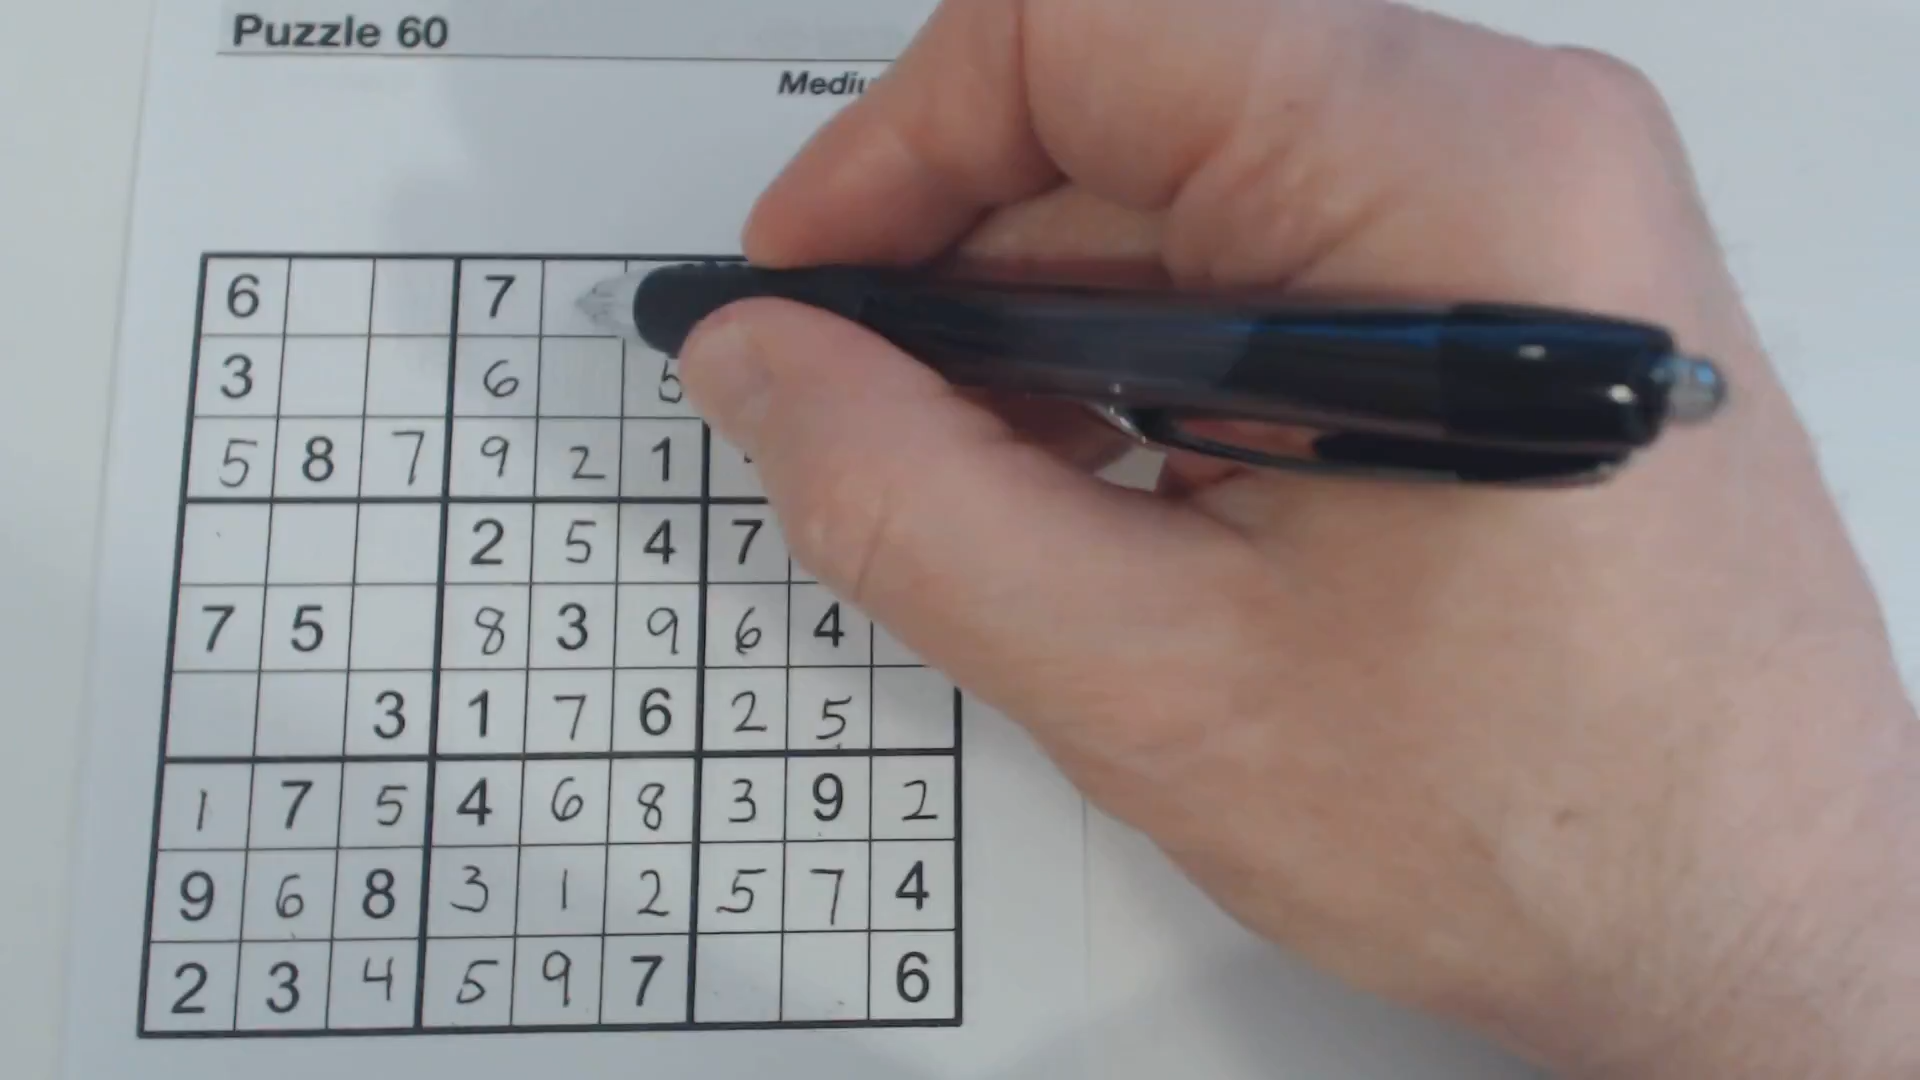 Puzzle 60
Mediu
6 7
3 6 5
5 8 7 9 2 1
2 5 4 7
7 5 8 3 9 6 4
3 1 7 6 2 5
1 7 5 4 6 8 3 9 2
9 6 8 3 1 2 5 7 4
2 3 4 5 9 7 6